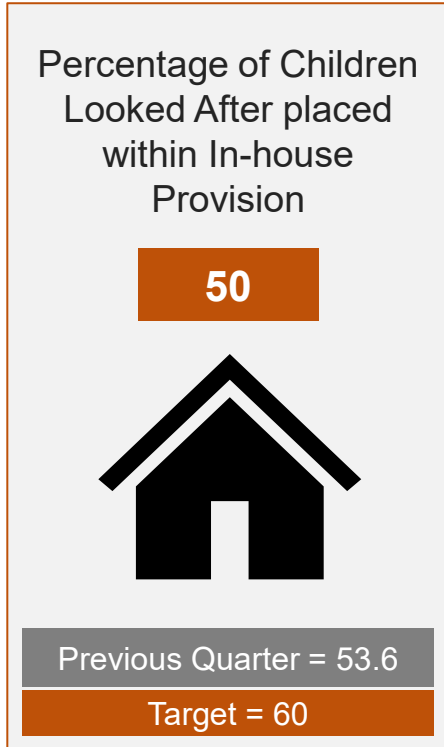 Percentage of Children
Looked After placed
within In-house
Provision
50
Previous Quarter = 53.6
Target = 60